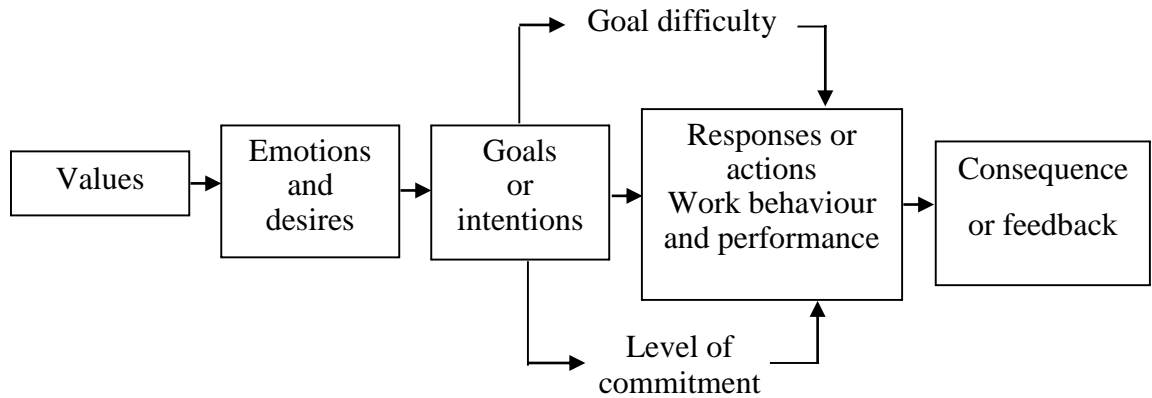 Goal difficulty
Values
Emotions
and
desires
Goals
or
intentions
Responses or
actions
Work behaviour
and performance
Consequence
or feedback
Level of
commitment